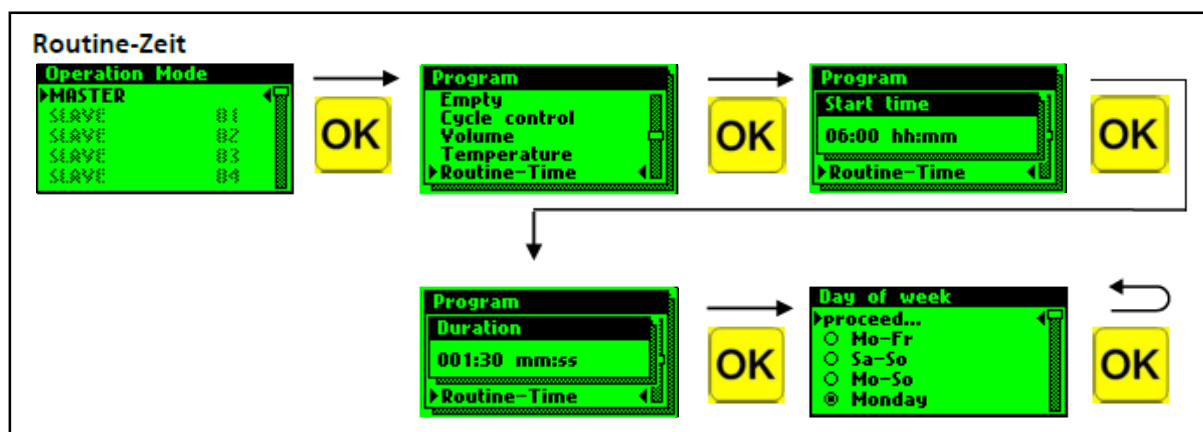 Routine-Zeit
Operation Mode
MASTER
SLAVE 01
SLAVE 02
SLAVE 03
SLAVE 04
OK
Program
Empty
Cycle control
Volume
Temperature
Routine-Time
OK
Program
Start time
06:00 hh:mm
Routine-Time
OK
Program
Duration
001:30 mm:ss
Routine-Time
OK
Day of week
proceed...
Mo-Fr
Sa-So
Mo-So
Monday
OK